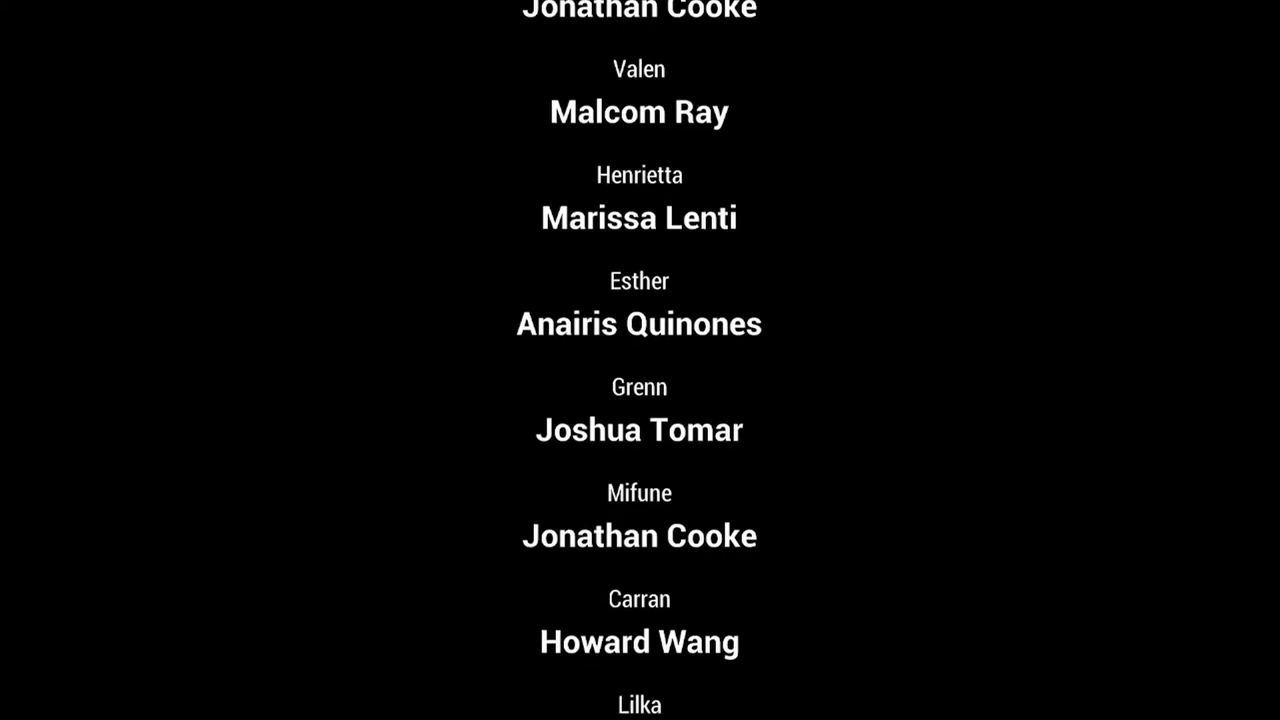 Jonathan Cooke
Valen
Malcom Ray
Henrietta
Marissa Lenti
Esther
Anairis Quinones
Grenn
Joshua Tomar
Mifune
Jonathan Cooke
Carran
Howard Wang
Lilka